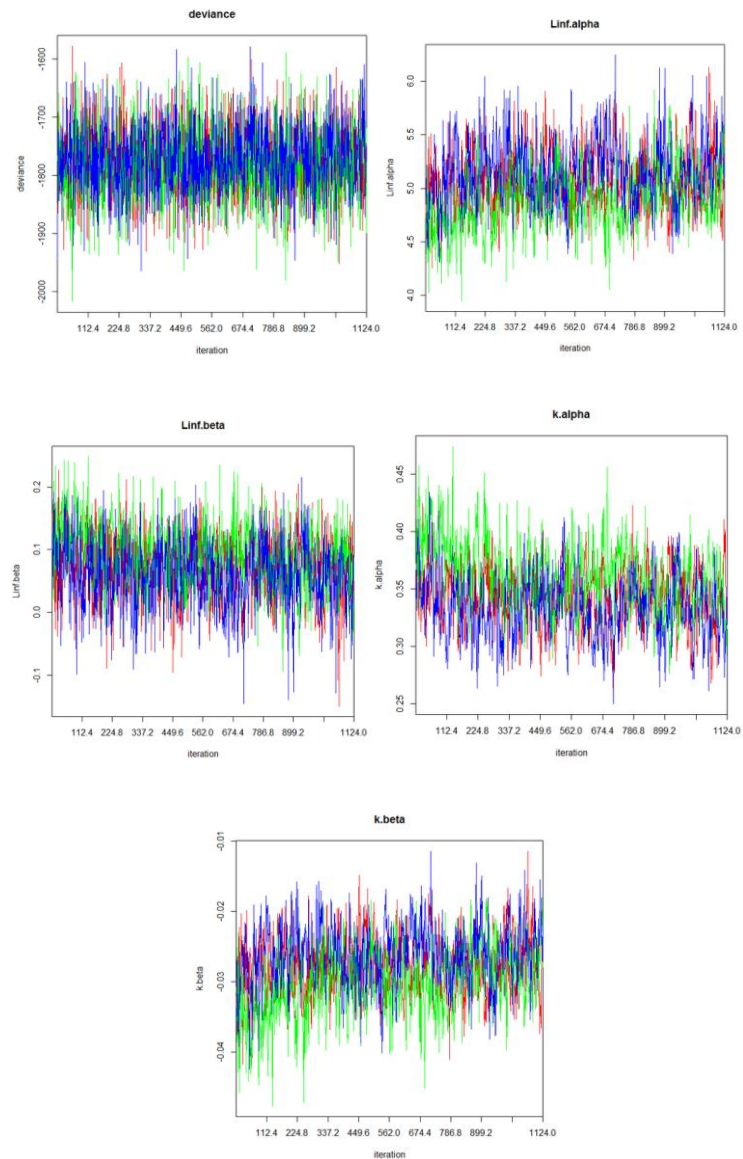 deviance
-1600
-1700
-1800
-1900
-2000
deviance
112.4 224.8 337.2 449.6 562.0 674.4 786.8 899.2 1124.0
iteration
Linf.alpha
6.0
5.5
5.0
4.5
4.0
Linf.alpha
112.4 224.8 337.2 449.6 562.0 674.4 786.8 899.2 1124.0
iteration
Linf.beta
0.2
0.1
0.0
-0.1
Linf.beta
112.4 224.8 337.2 449.6 562.0 674.4 786.8 899.2 1124.0
iteration
k.alpha
0.45
0.40
0.35
0.30
0.25
k.alpha
112.4 224.8 337.2 449.6 562.0 674.4 786.8 899.2 1124.0
iteration
k.beta
-0.01
-0.02
-0.03
-0.04
k.beta
112.4 224.8 337.2 449.6 562.0 674.4 786.8 899.2 1124.0
iteration